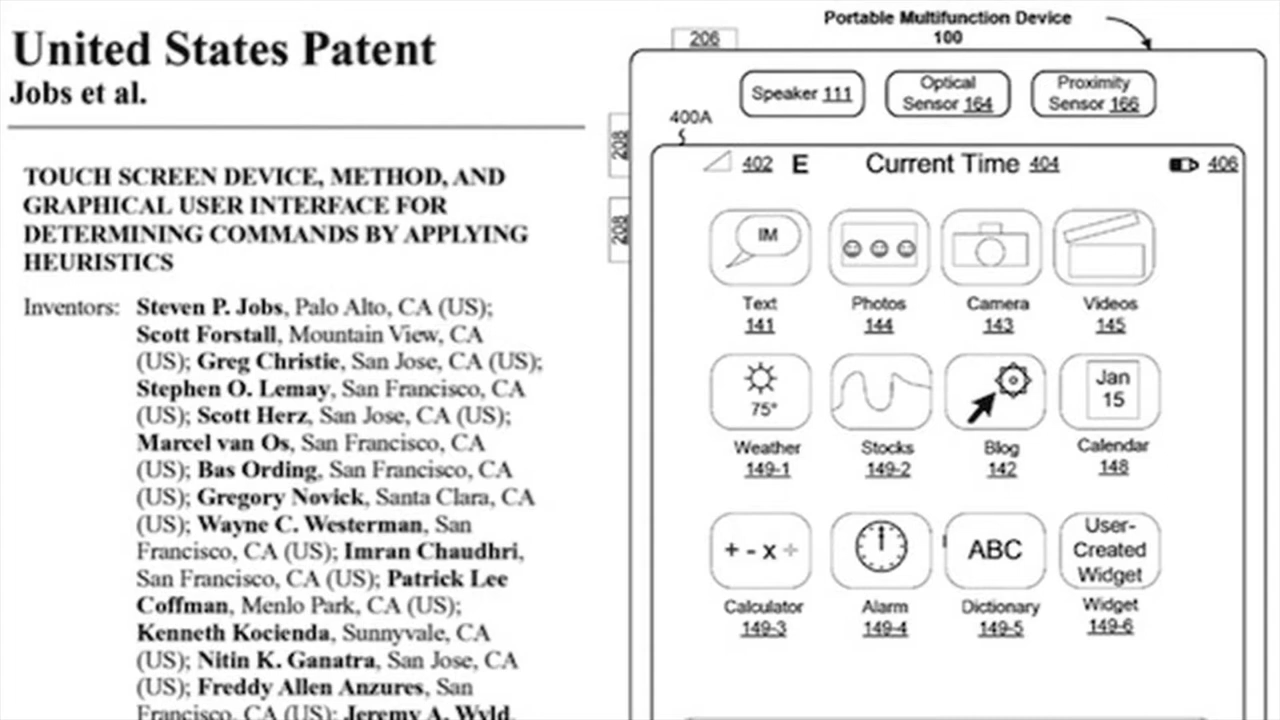 United States Patent
Jobs et al.
TOUCH SCREEN DEVICE, METHOD, AND
GRAPHICAL USER INTERFACE FOR
DETERMINING COMMANDS BY APPLYING
HEURISTICS
Inventors: Steven P. Jobs, Palo Alto, CA (US);
Scott Forstall, Mountain View, CA
(US); Greg Christie, San Jose, CA (US);
Stephen O. Lemay, San Francisco, CA
(US); Scott Herz, San Jose, CA (US);
Marcel van Os, San Francisco, CA
(US); Bas Ording, San Francisco, CA
(US); Gregory Novick, Santa Clara, CA
(US); Wayne C. Westerman, San
Francisco, CA (US); Imran Chaudhri,
San Francisco, CA (US); Patrick Lee
Coffman, Menlo Park, CA (US);
Kenneth Kocienda, Sunnyvale, CA
(US); Nitin K. Ganatra, San Jose, CA
(US); Freddy Allen Anzures, San
Francisco, CA (US); Jeremy A. Wyld,
Portable Multifunction Device
100
206
Speaker 111
Optical
Sensor 164
Proximity
Sensor 166
400A
208
208
402 E Current Time 404 406
IM
Text
141
Photos
144
Camera
143
Videos
145
75°
Weather
149-1
Stocks
149-2
Blog
142
Jan
15
Calendar
148
+ - x ÷
Calculator
149-3
Alarm
149-4
ABC
Dictionary
149-5
User-
Created
Widget
Widget
149-6